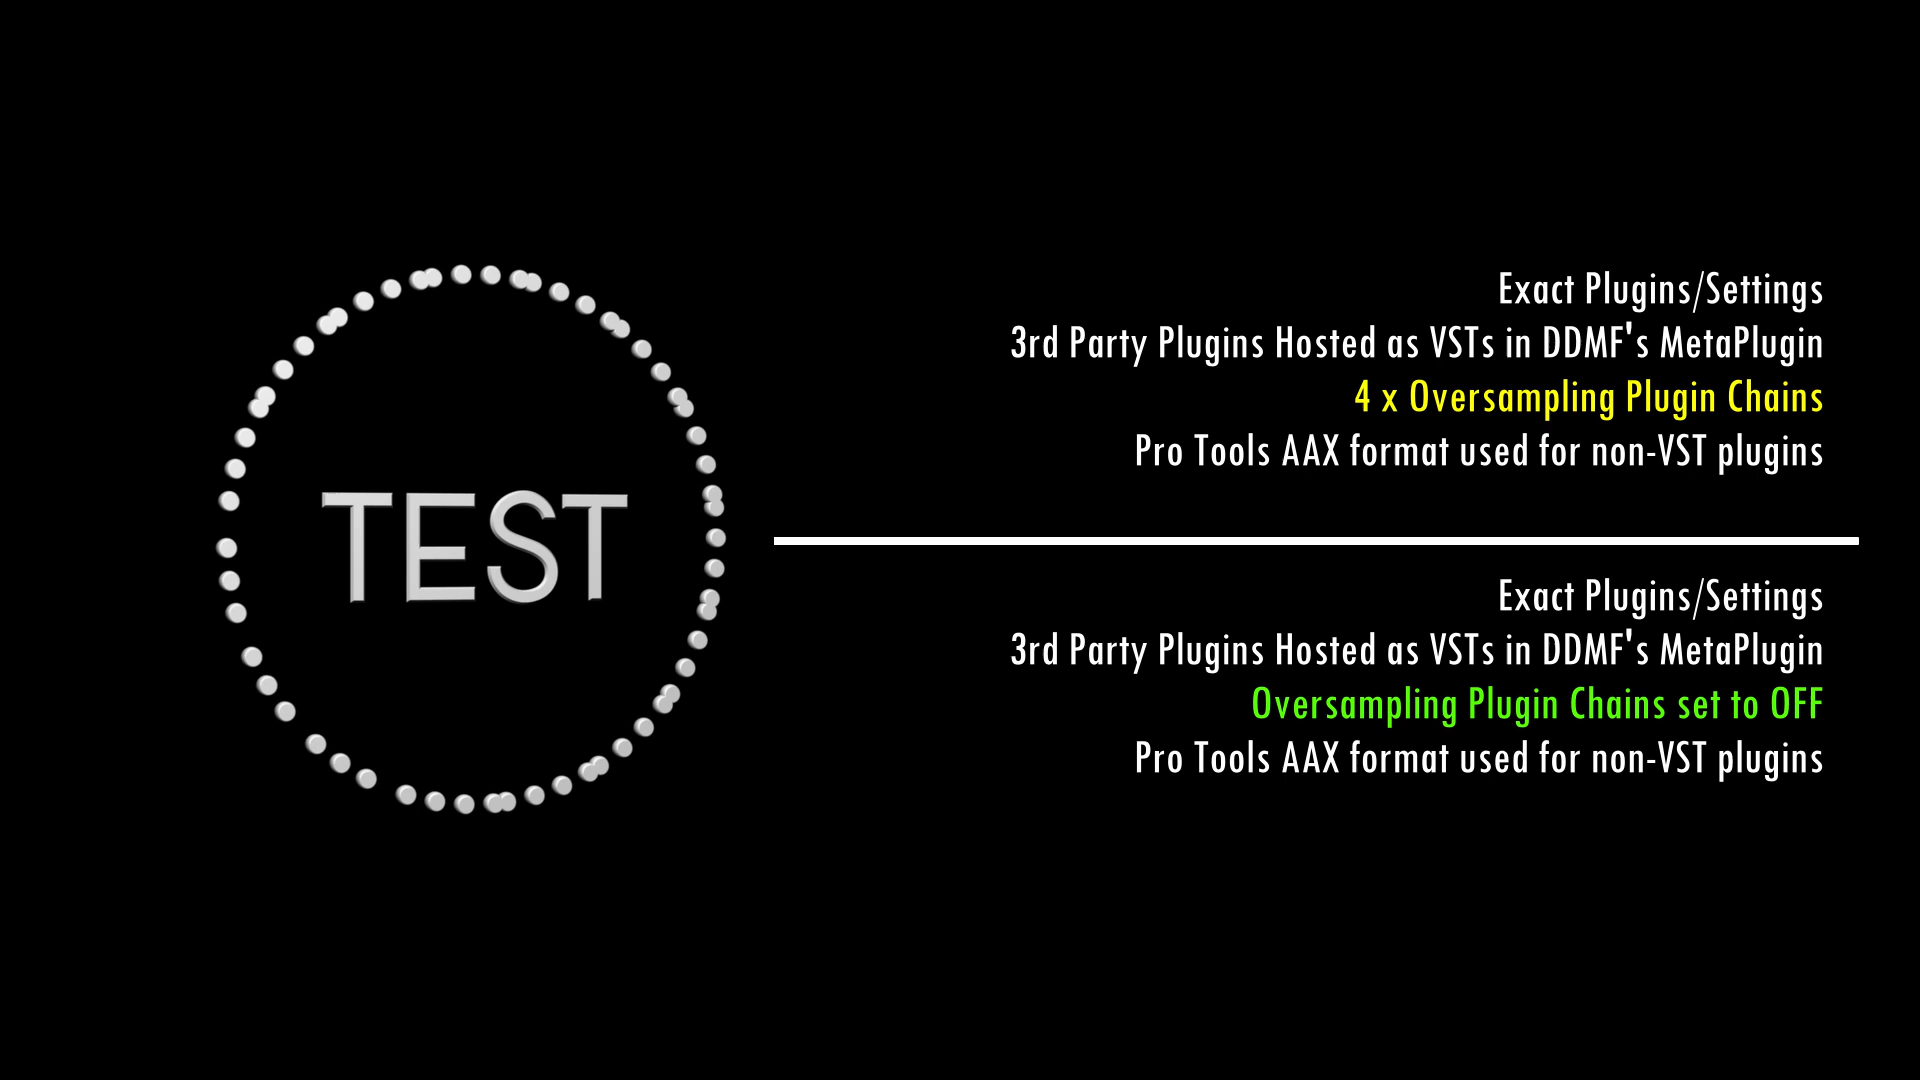 TEST
Exact Plugins/Settings
3rd Party Plugins Hosted as VSTs in DDMF's MetaPlugin
4 x Oversampling Plugin Chains
Pro Tools AAX format used for non-VST plugins
Exact Plugins/Settings
3rd Party Plugins Hosted as VSTs in DDMF's MetaPlugin
Oversampling Plugin Chains set to OFF
Pro Tools AAX format used for non-VST plugins